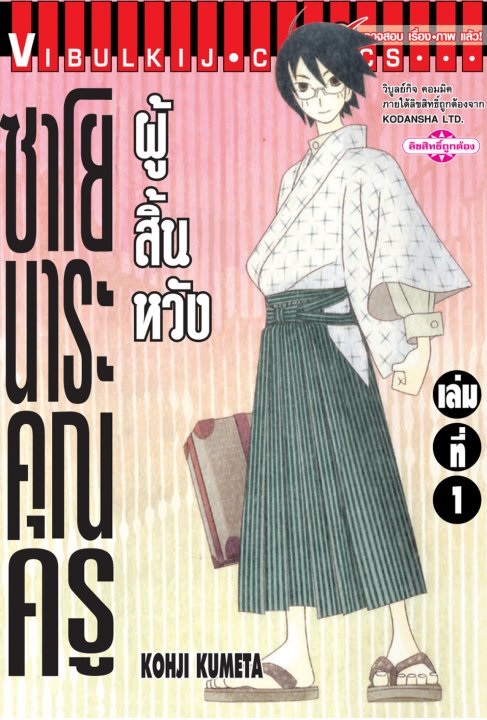 VIBULKIJ•COMICS•••
ตรวจสอบ เรื่อง•ภาพ แล้ว!
วิบูลย์กิจ คอมมิค
ภายใต้ลิขสิทธิ์ถูกต้องจาก
KODANSHA LTD.
ลิขสิทธิ์ถูกต้อง
ซาโยนาระคุณครู
ผู้สิ้นหวัง
เล่ม
ที่
1
KOHJI KUMETA